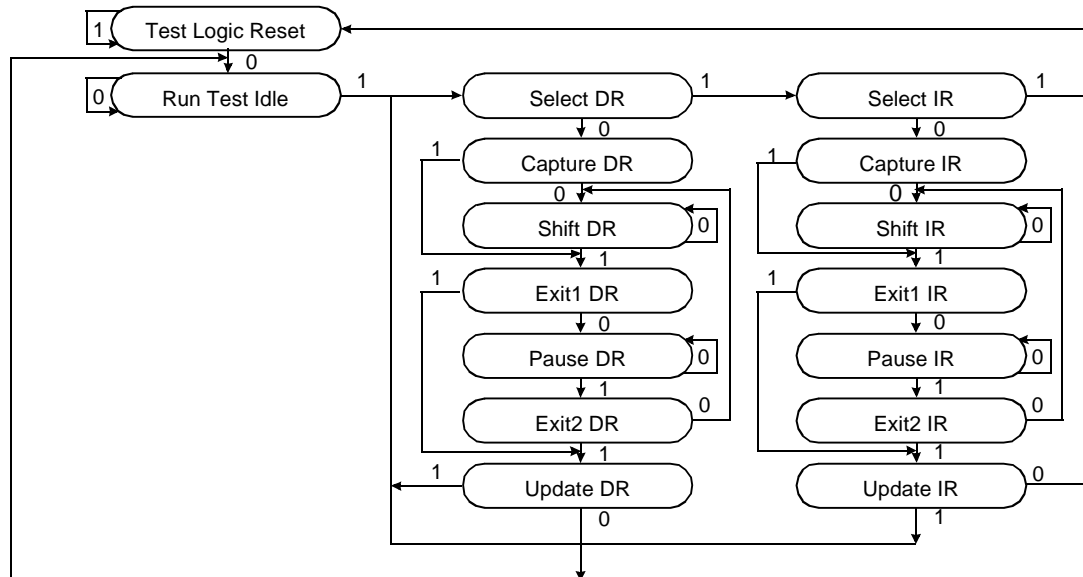 1 Test Logic Reset
0
0 Run Test Idle 1
Select DR 1
Select IR 1
0
0
1 Capture DR
1 Capture IR
0
0
Shift DR 0
Shift IR 0
1
1
1 Exit1 DR
1 Exit1 IR
0
0
Pause DR 0
Pause IR 0
1
1
Exit2 DR 0
Exit2 IR 0
1
1
1 Update DR
Update IR 0
0
1